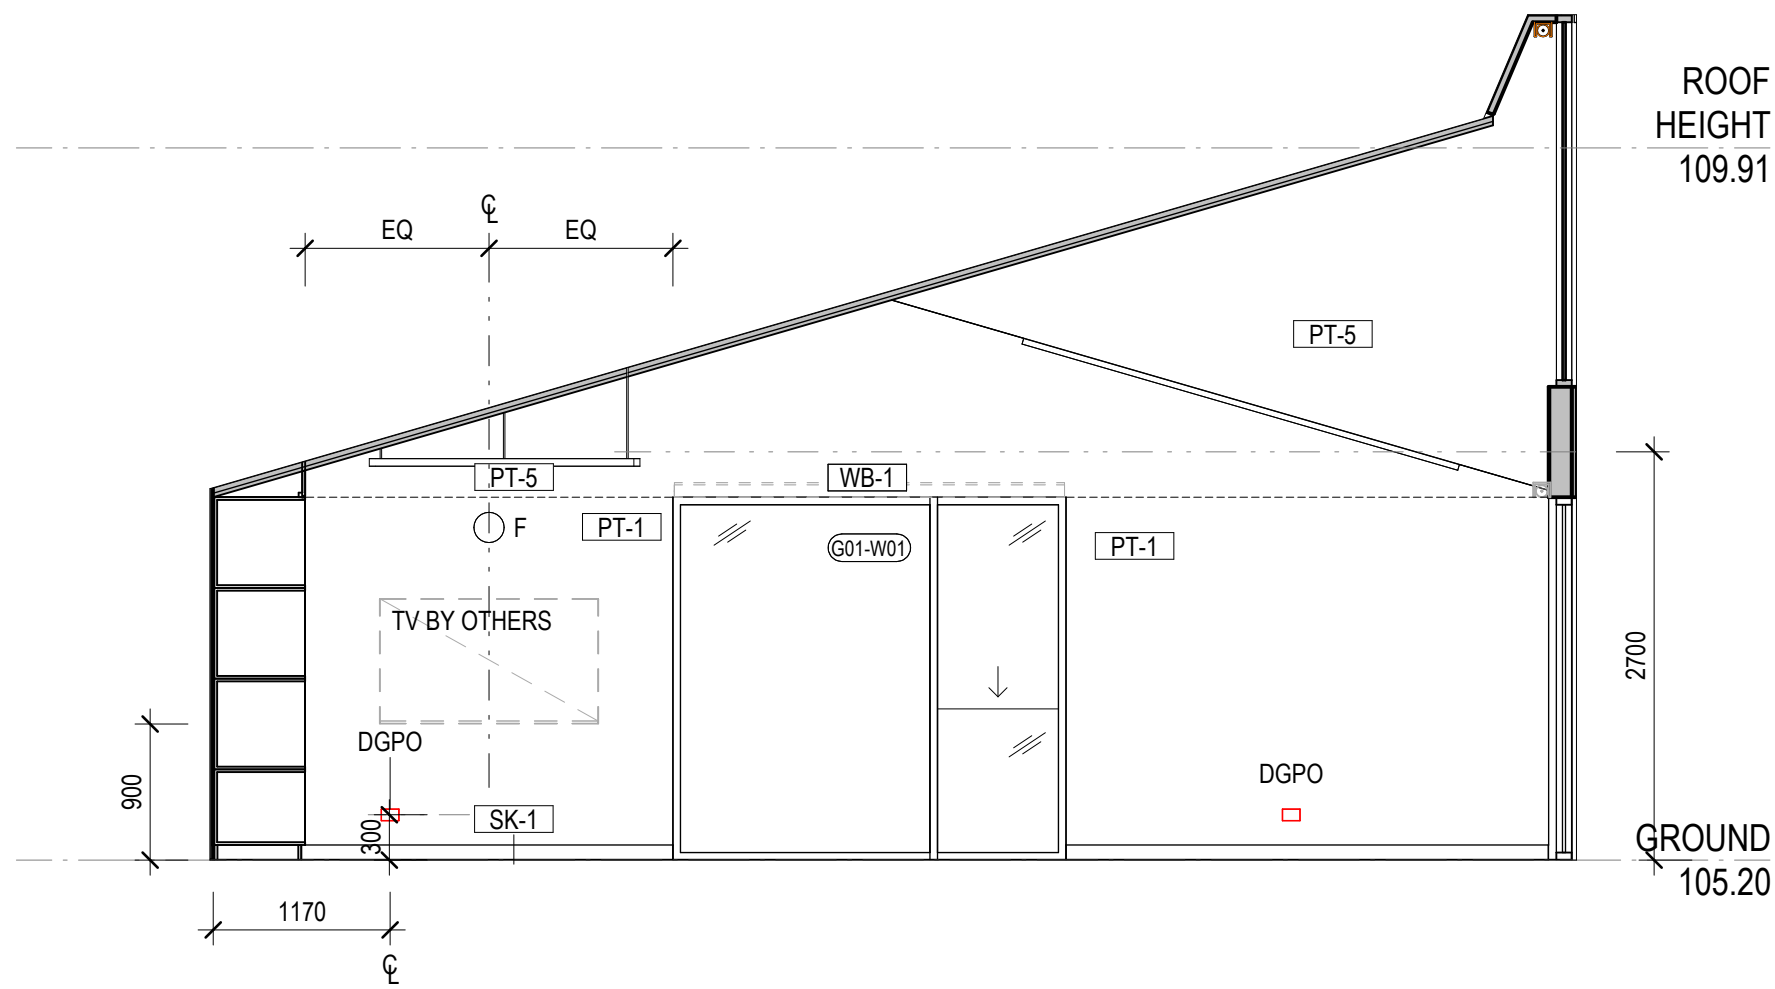 ROOF
HEIGHT
109.91
℄
EQ
EQ
PT-5
PT-5
WB-1
F
PT-1
G01-W01
PT-1
TV BY OTHERS
2700
DGPO
DGPO
900
300
SK-1
GROUND
105.20
1170
℄